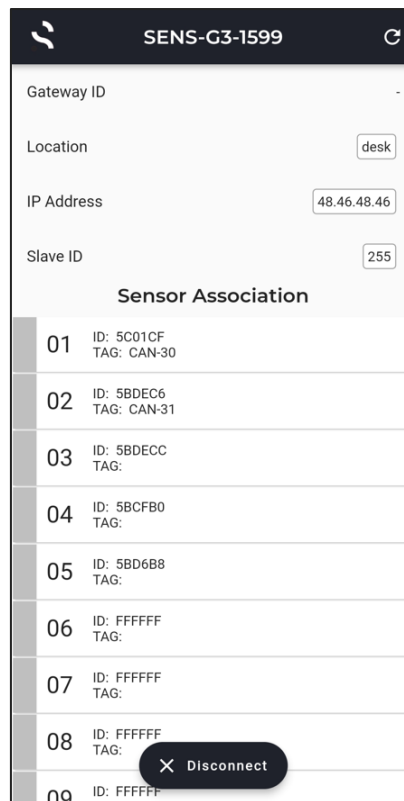 SENS-G3-1599
Gateway ID -
Location desk
IP Address 48.46.48.46
Slave ID 255
Sensor Association
01 ID: 5C01CF
TAG: CAN-30
02 ID: 5BDEC6
TAG: CAN-31
03 ID: 5BDECC
TAG:
04 ID: 5BCFB0
TAG:
05 ID: 5BD6B8
TAG:
06 ID: FFFFFF
TAG:
07 ID: FFFFFF
TAG:
08 ID: FFFFFF
TAG:
Disconnect
09 ID: FFFFFF